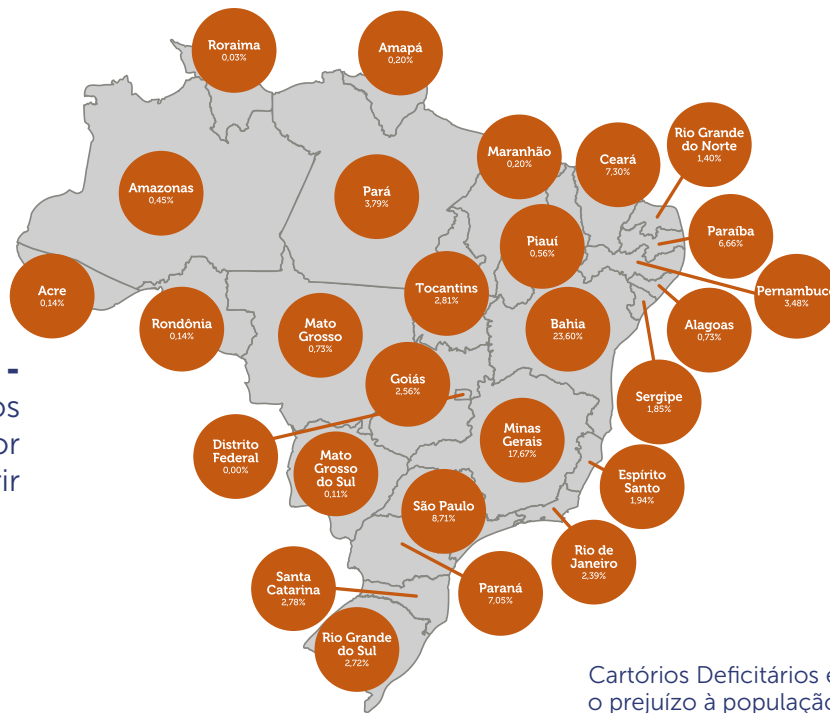 Roraima
0,03%
Amapá
0,20%
Maranhão
0,20%
Ceará
7,30%
Rio Grande
do Norte
1,40%
Amazonas
0,45%
Pará
3,79%
Piauí
0,56%
Paraíba
6,66%
Acre
0,14%
Rondônia
0,14%
Mato
Grosso
0,73%
Tocantins
2,81%
Bahia
23,60%
Alagoas
0,73%
Pernambuco
3,48%
-
os
or
rir
Goiás
2,56%
Sergipe
1,85%
Distrito
Federal
0,00%
Mato
Grosso
do Sul
0,11%
Minas
Gerais
17,67%
Espírito
Santo
1,94%
São Paulo
8,71%
Rio de
Janeiro
2,39%
Santa
Catarina
2,78%
Paraná
7,05%
Rio Grande
do Sul
2,72%
Cartórios Deficitários e
o prejuízo à população